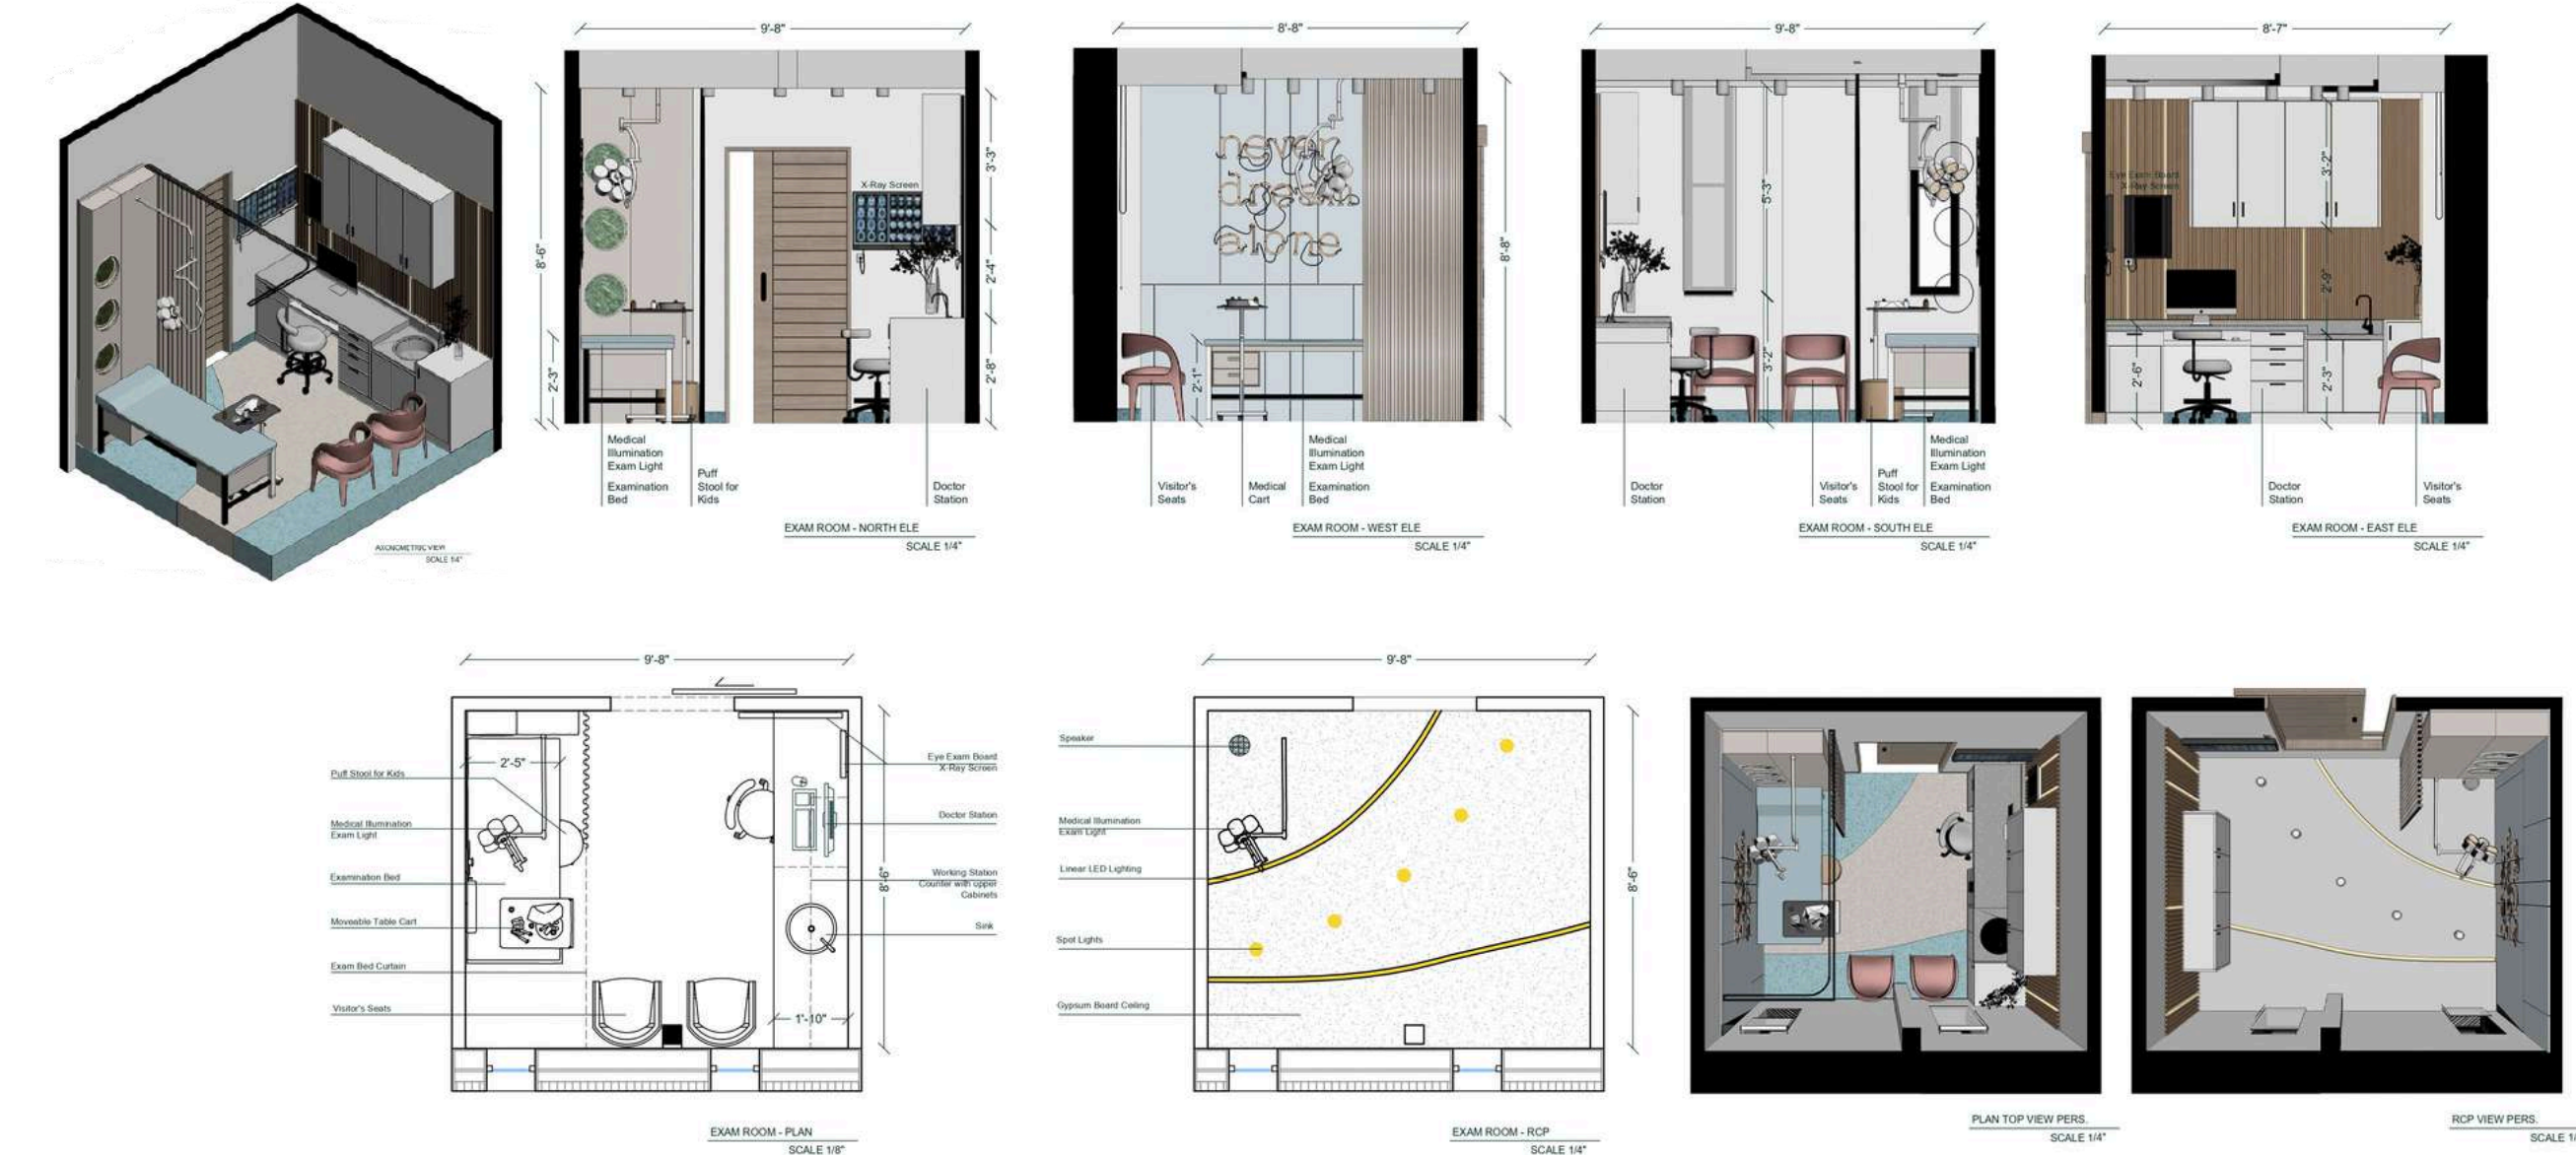 9'-8"
8'-8"
9'-8"
8'-7"
AXONOMETRIC VIEW
SCALE 1/4"
8'-6"
2'-3"
X-Ray Screen
3'-3"
2'-4"
2'-8"
Medical
Illumination
Exam Light
Examination
Bed
Puff
Stool for
Kids
Doctor
Station
EXAM ROOM - NORTH ELE
SCALE 1/4"
never
dream
alone
2'-1"
8'-8"
Visitor's
Seats
Medical
Cart
Medical
Illumination
Exam Light
Examination
Bed
EXAM ROOM - WEST ELE
SCALE 1/4"
5'-3"
3'-2"
Doctor
Station
Visitor's
Seats
Puff
Stool for
Kids
Medical
Illumination
Exam Light
Examination
Bed
EXAM ROOM - SOUTH ELE
SCALE 1/4"
Eye Exam Board
X-Ray Screen
3'-2"
2'-9"
2'-6"
2'-3"
Doctor
Station
Visitor's
Seats
EXAM ROOM - EAST ELE
SCALE 1/4"
9'-8"
2'-5"
Puff Stool for Kids
Medical Illumination
Exam Light
Examination Bed
Moveable Table Cart
Exam Bed Curtain
Visitor's Seats
Eye Exam Board
X-Ray Screen
Doctor Station
Working Station
Counter with upper
Cabinets
Sink
8'-6"
1'-10"
EXAM ROOM - PLAN
SCALE 1/8"
9'-8"
Speaker
Medical Illumination
Exam Light
Linear LED Lighting
Spot Lights
Gypsum Board Ceiling
8'-6"
EXAM ROOM - RCP
SCALE 1/4"
PLAN TOP VIEW PERS.
SCALE 1/4"
RCP VIEW PERS.
SCALE 1/